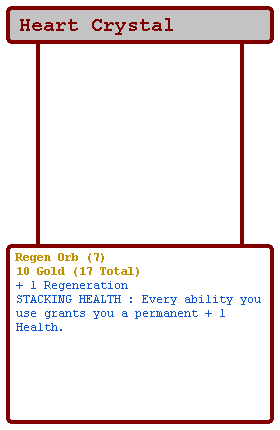 Heart Crystal
Regen Orb (7)
10 Gold (17 Total)
+ 1 Regeneration
STACKING HEALTH : Every ability you
use grants you a permanent + 1
Health.